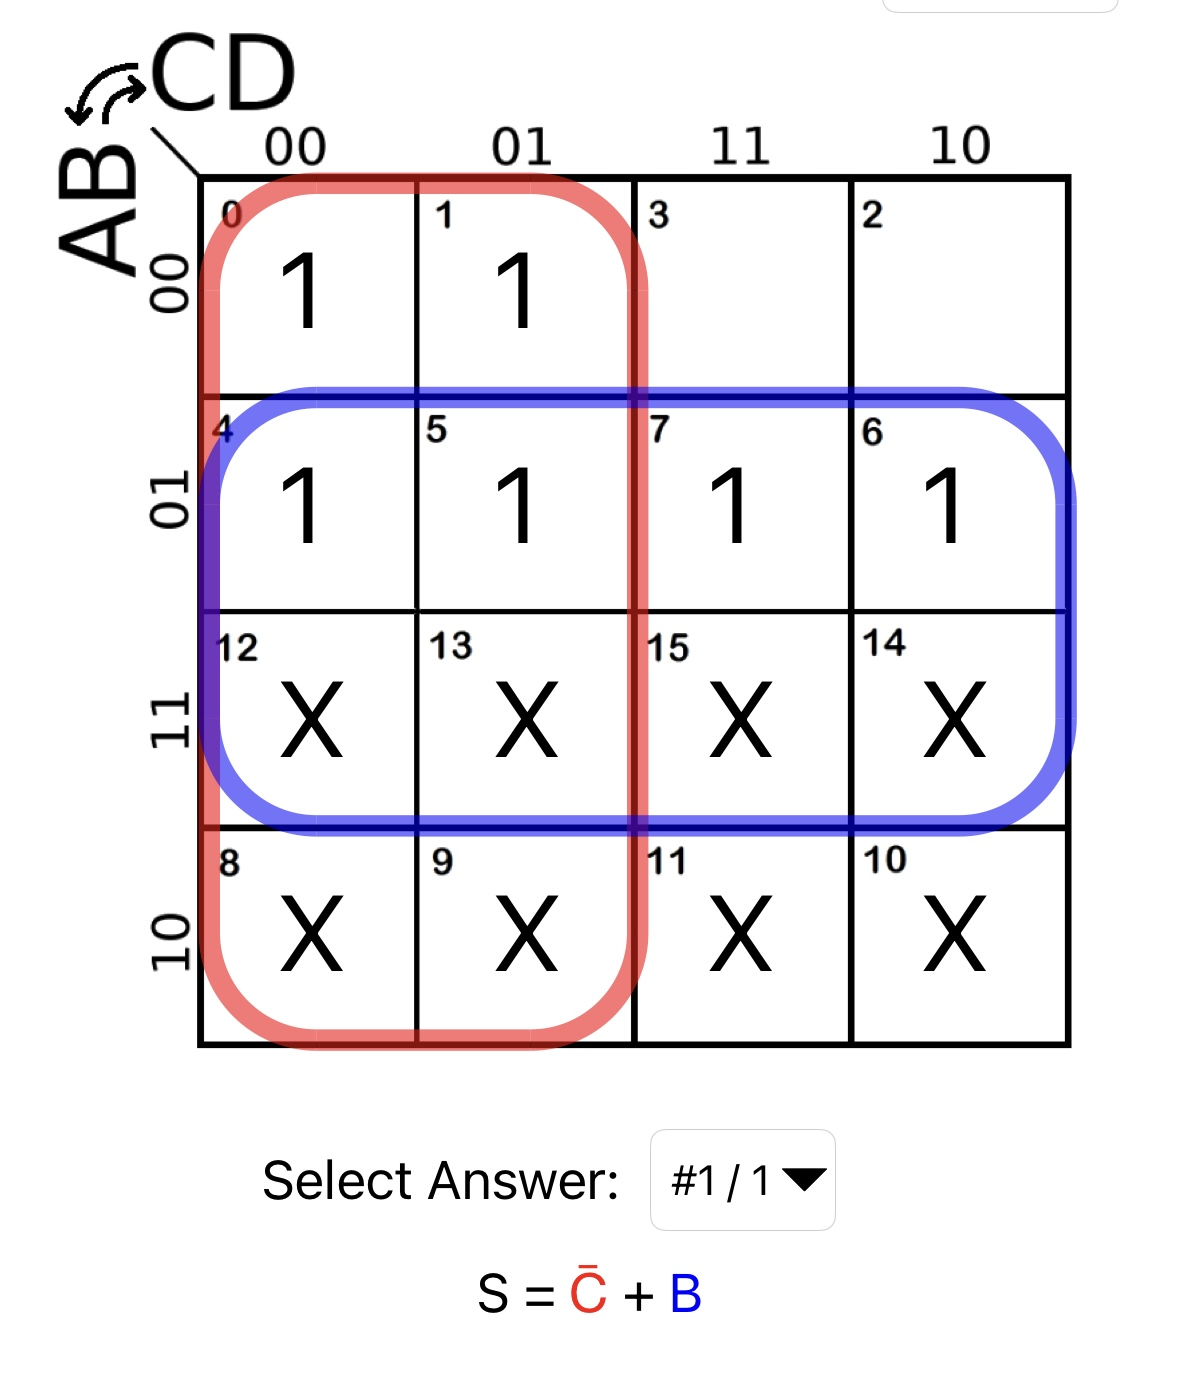 CD
AB
00 01 11 10
00
0 1 3 2
1 1
01
4 5 7 6
1 1 1 1
11
12 13 15 14
X X X X
10
8 9 11 10
X X X X
Select Answer: #1 / 1
S = C̄ + B